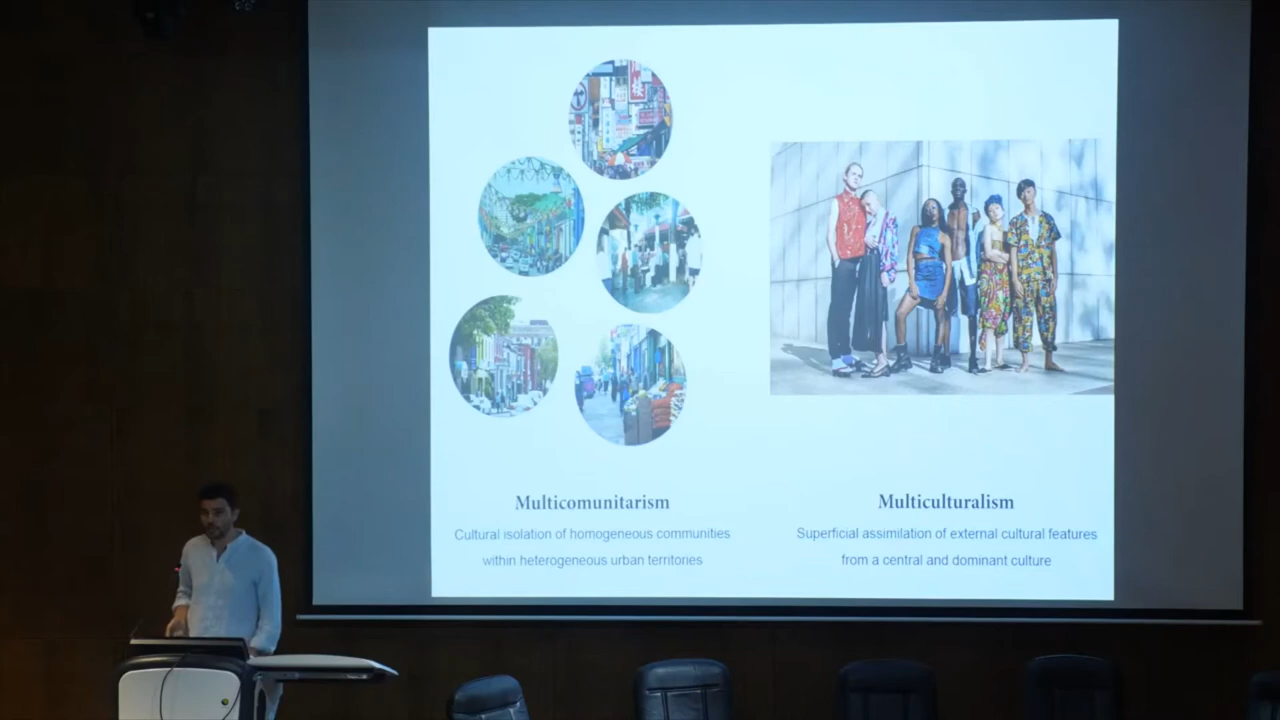 Multicomunitarism
Cultural isolation of homogeneous communities
within heterogeneous urban territories
Multiculturalism
Superficial assimilation of external cultural features
from a central and dominant culture